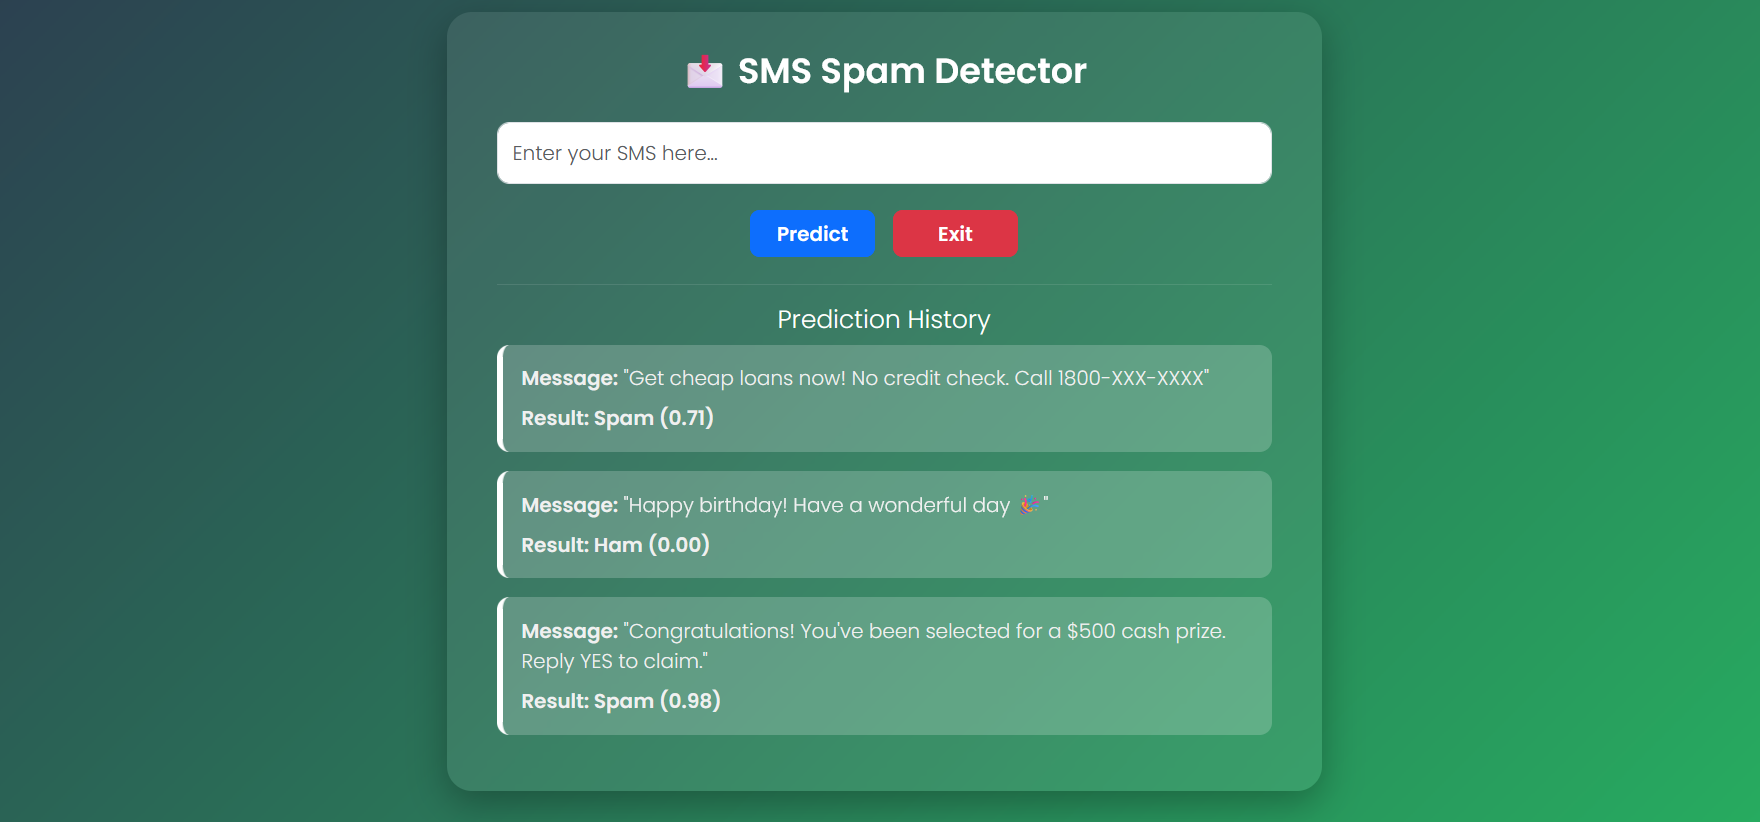 📩 SMS Spam Detector
Enter your SMS here...
Predict
Exit
Prediction History
Message: "Get cheap loans now! No credit check. Call 1800-XXX-XXXX"
Result: Spam (0.71)
Message: "Happy birthday! Have a wonderful day 🎉"
Result: Ham (0.00)
Message: "Congratulations! You've been selected for a $500 cash prize.
Reply YES to claim."
Result: Spam (0.98)